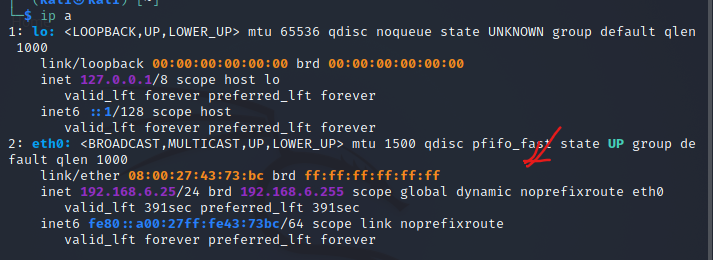 (kali㉿kali) [~]
└─$ ip a
1: lo: <LOOPBACK,UP,LOWER_UP> mtu 65536 qdisc noqueue state UNKNOWN group default qlen
1000
link/loopback 00:00:00:00:00:00 brd 00:00:00:00:00:00
inet 127.0.0.1/8 scope host lo
valid_lft forever preferred_lft forever
inet6 ::1/128 scope host
valid_lft forever preferred_lft forever
2: eth0: <BROADCAST,MULTICAST,UP,LOWER_UP> mtu 1500 qdisc pfifo_fast state UP group de
fault qlen 1000
link/ether 08:00:27:43:73:bc brd ff:ff:ff:ff:ff:ff
inet 192.168.6.25/24 brd 192.168.6.255 scope global dynamic noprefixroute eth0
valid_lft 391sec preferred_lft 391sec
inet6 fe80::a00:27ff:fe43:73bc/64 scope link noprefixroute
valid_lft forever preferred_lft forever